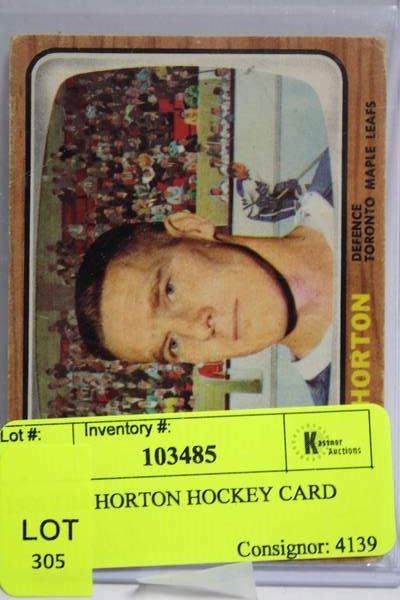 HORTON
DEFENCE
TORONTO MAPLE LEAFS
Lot #:
Inventory #:
103485
Kastner
Auctions
HORTON HOCKEY CARD
LOT
305
Consignor: 4139